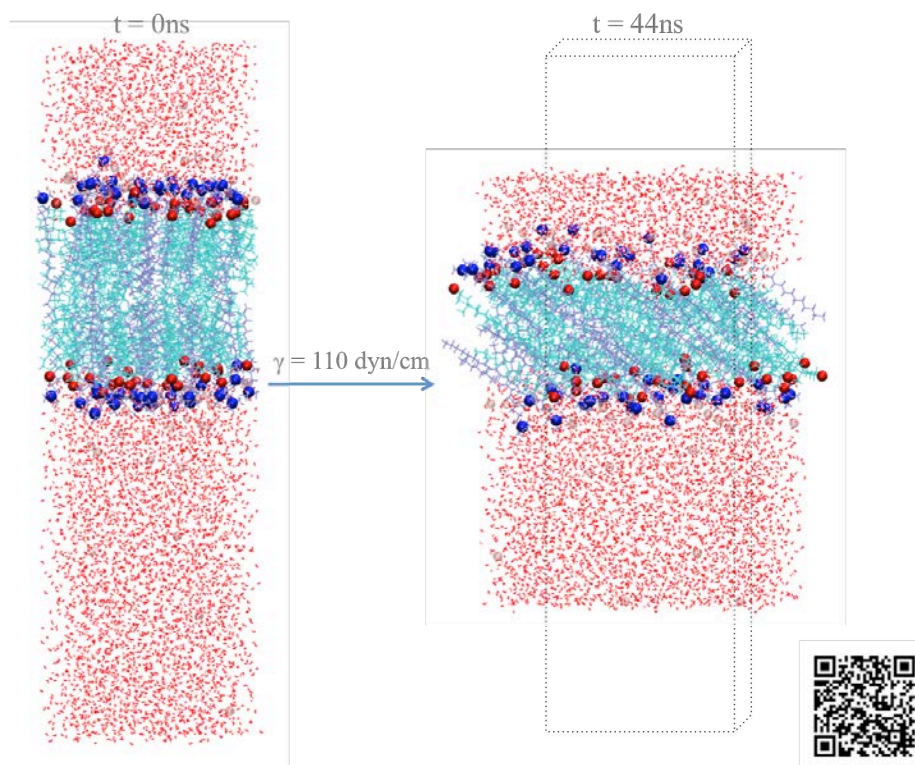 t = 0ns
t = 44ns
γ = 110 dyn/cm